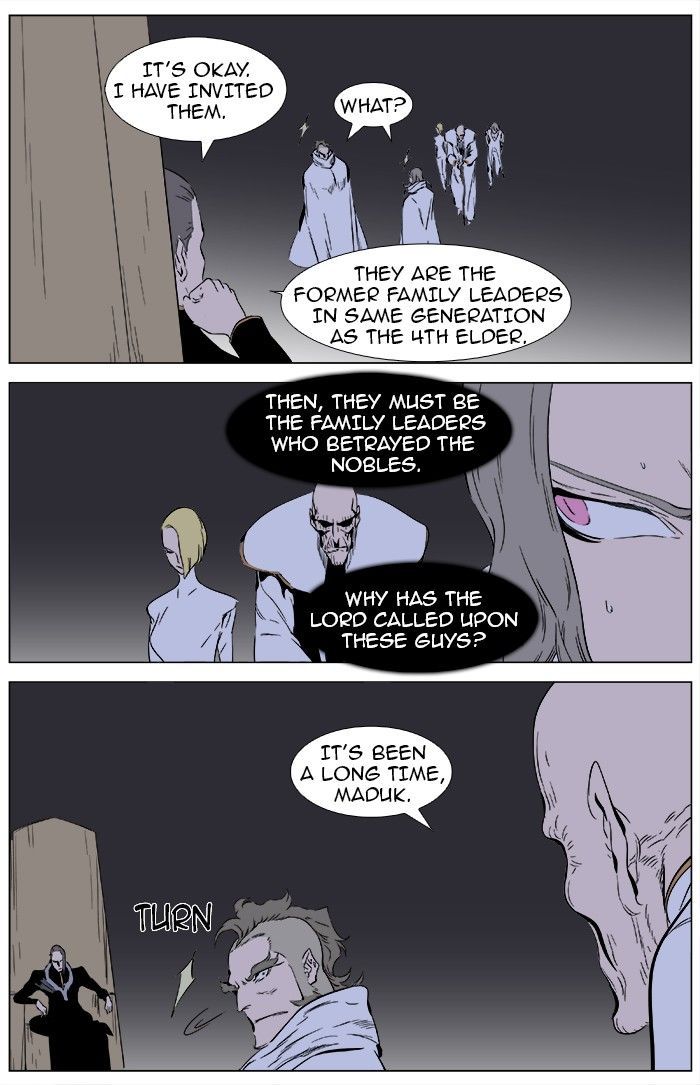 IT'S OKAY.
I HAVE INVITED
THEM.
WHAT?
THEY ARE THE
FORMER FAMILY LEADERS
IN SAME GENERATION
AS THE 4TH ELDER.
THEN, THEY MUST BE
THE FAMILY LEADERS
WHO BETRAYED THE
NOBLES.
WHY HAS THE
LORD CALLED UPON
THESE GUYS?
IT'S BEEN
A LONG TIME,
MADUK.
TURN